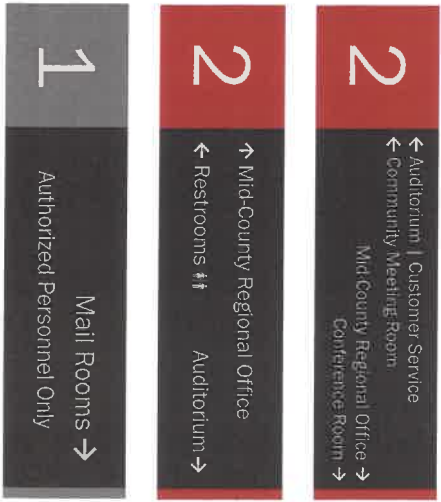 2
← Auditorium | Customer Service
← Community Meeting Room
Mid-County Regional Office →
Conference Room →
2
↑ Mid-County Regional Office
← Restrooms Auditorium →
1
Mail Rooms →
Authorized Personnel Only